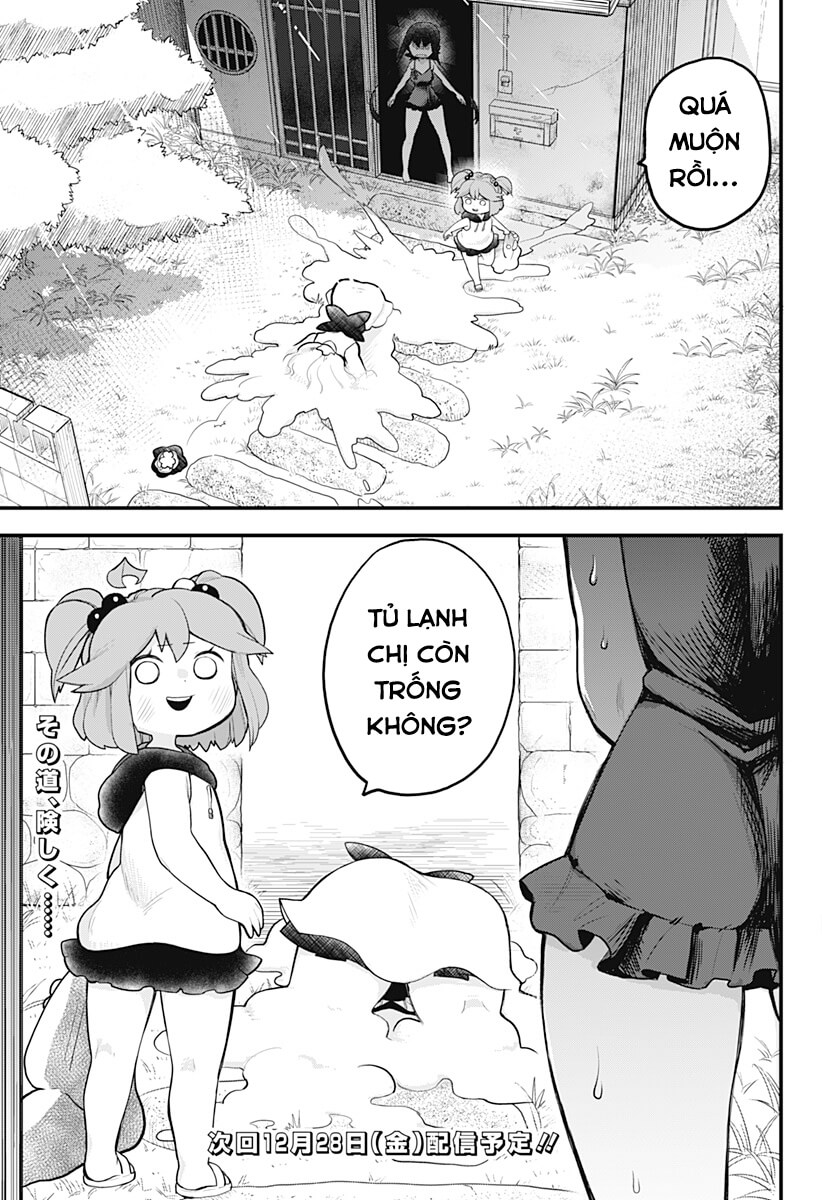 QUÁ
MUỘN
RỒI...
TỦ LẠNH
CHỊ CÒN
TRỐNG
KHÔNG?
その道、険しく……
次回12月28日(金)配信予定!!